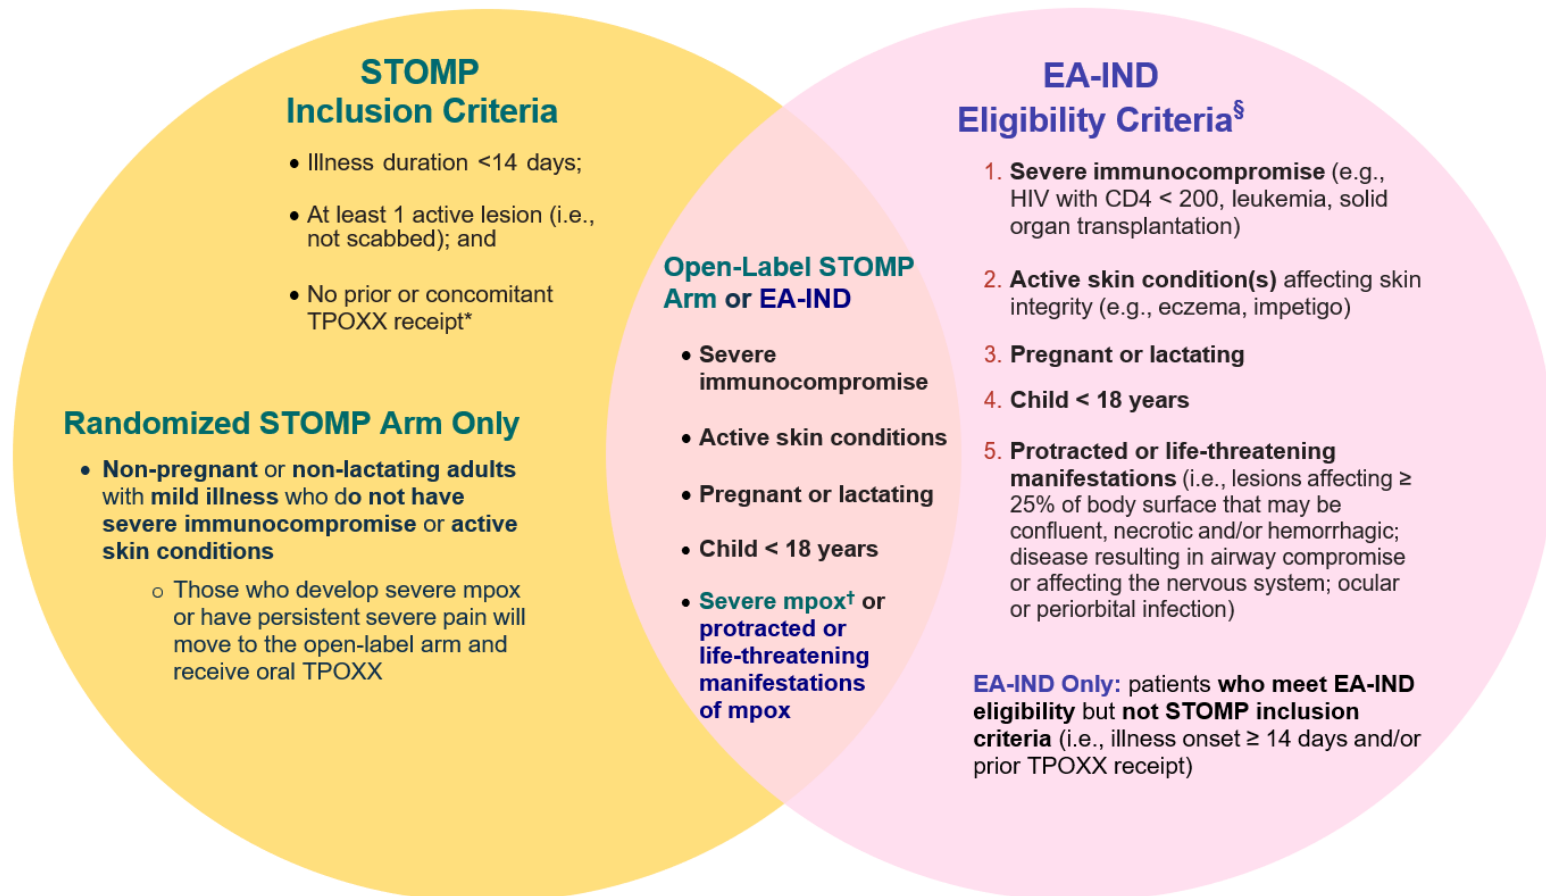 STOMP
Inclusion Criteria
• Illness duration <14 days;
• At least 1 active lesion (i.e.,
not scabbed); and
• No prior or concomitant
TPOXX receipt*
Randomized STOMP Arm Only
• Non-pregnant or non-lactating adults
with mild illness who do not have
severe immunocompromise or active
skin conditions
o Those who develop severe mpox
or have persistent severe pain will
move to the open-label arm and
receive oral TPOXX
Open-Label STOMP
Arm or EA-IND
• Severe
immunocompromise
• Active skin conditions
• Pregnant or lactating
• Child < 18 years
• Severe mpox† or
protracted or
life-threatening
manifestations
of mpox
EA-IND
Eligibility Criteria§
1. Severe immunocompromise (e.g.,
HIV with CD4 < 200, leukemia, solid
organ transplantation)
2. Active skin condition(s) affecting skin
integrity (e.g., eczema, impetigo)
3. Pregnant or lactating
4. Child < 18 years
5. Protracted or life-threatening
manifestations (i.e., lesions affecting ≥
25% of body surface that may be
confluent, necrotic and/or hemorrhagic;
disease resulting in airway compromise
or affecting the nervous system; ocular
or periorbital infection)
EA-IND Only: patients who meet EA-IND
eligibility but not STOMP inclusion
criteria (i.e., illness onset ≥ 14 days and/or
prior TPOXX receipt)